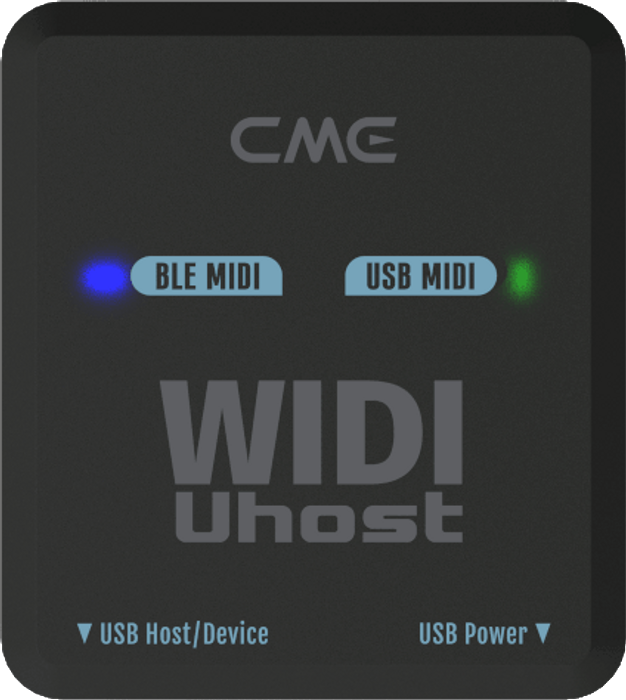 CME
BLE MIDI USB MIDI
WIDI
Uhost
▼ USB Host/Device USB Power ▼